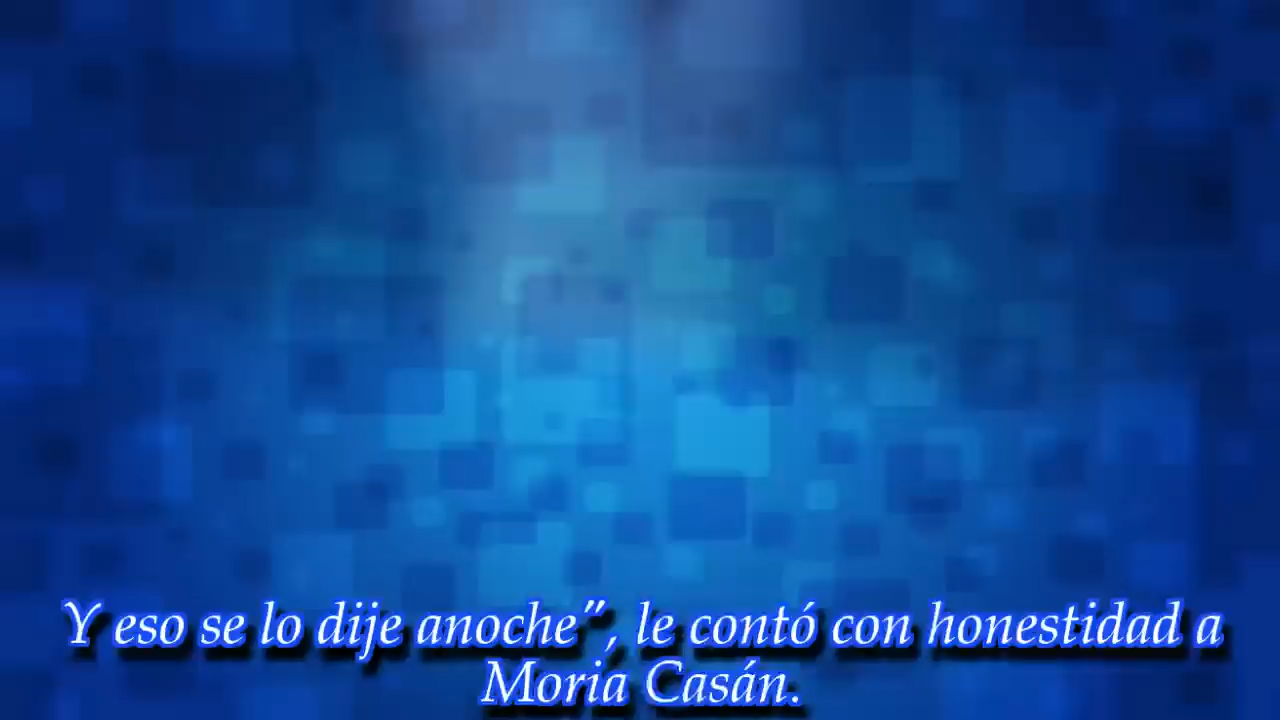 Y eso se lo dije anoche”, le contó con honestidad a
Moria Casán.